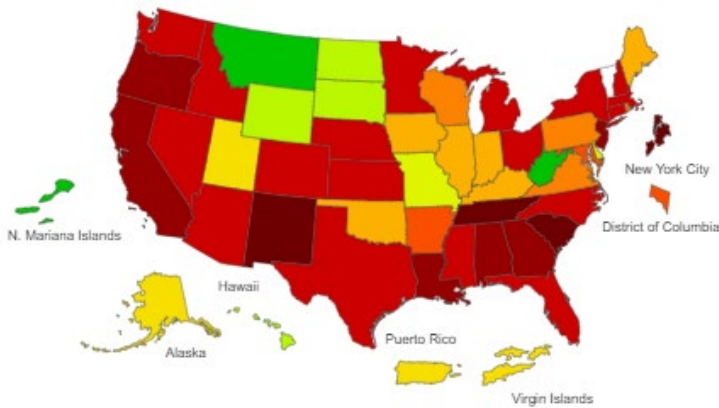 New York City
District of Columbia
N. Mariana Islands
Hawaii
Alaska
Puerto Rico
Virgin Islands